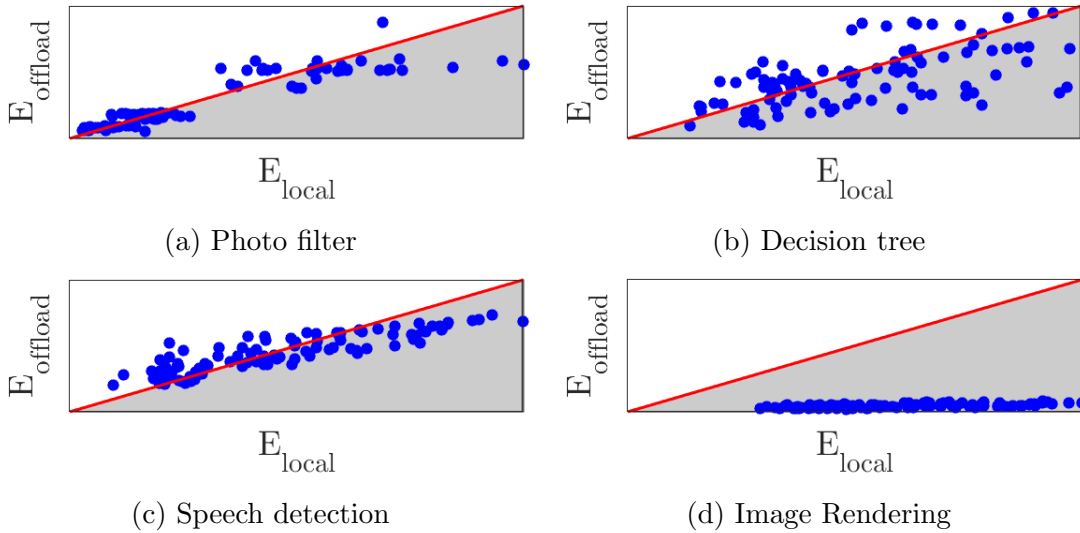 E_offload
E_local
(a) Photo filter
E_offload
E_local
(b) Decision tree
E_offload
E_local
(c) Speech detection
E_offload
E_local
(d) Image Rendering